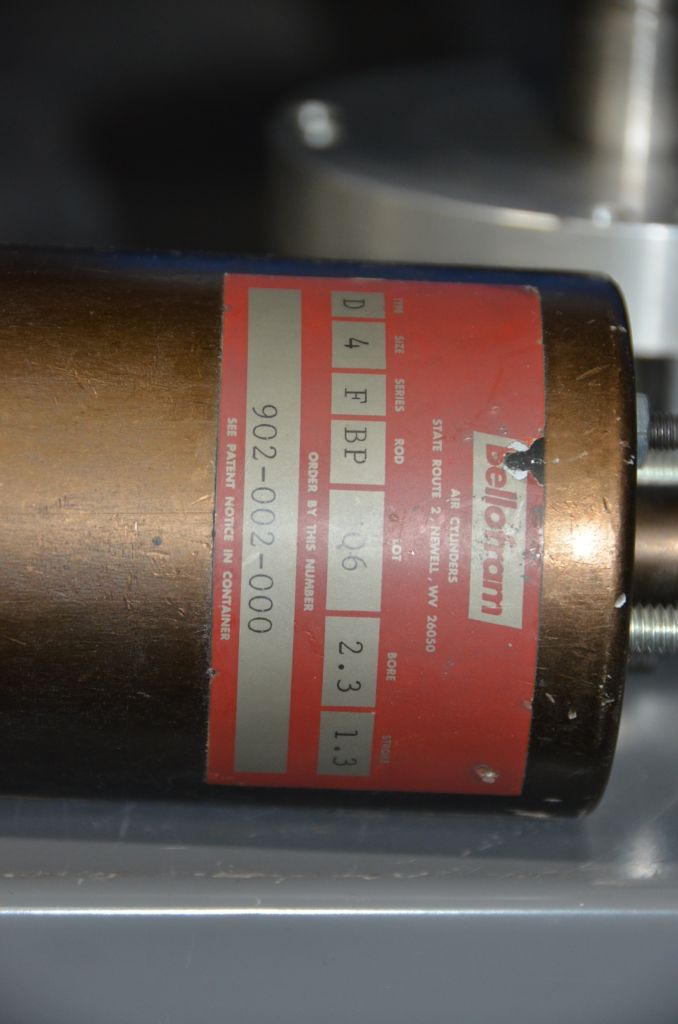 Bellofram
AIR CYLINDERS
STATE ROUTE 2, NEWELL, WV 26050
TYPE SIZE SERIES ROD LOT BORE STROKE
D 4 F BP Q6 2.3 1.3
ORDER BY THIS NUMBER
902-002-000
SEE PATENT NOTICE IN CONTAINER